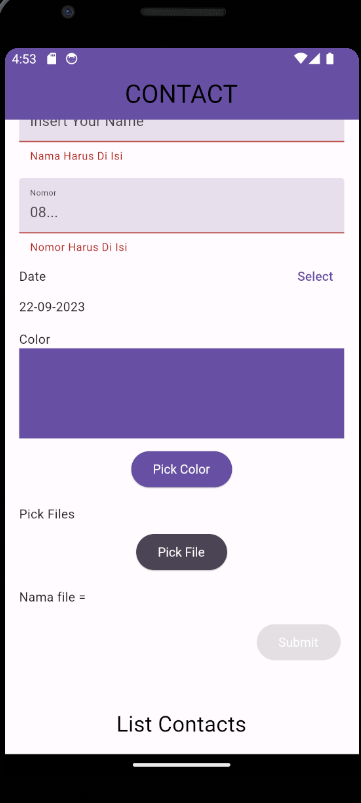 4:53
CONTACT
Insert Your Name
Nama Harus Di Isi
Nomor
08...
Nomor Harus Di Isi
Date
Select
22-09-2023
Color
Pick Color
Pick Files
Pick File
Nama file =
Submit
List Contacts